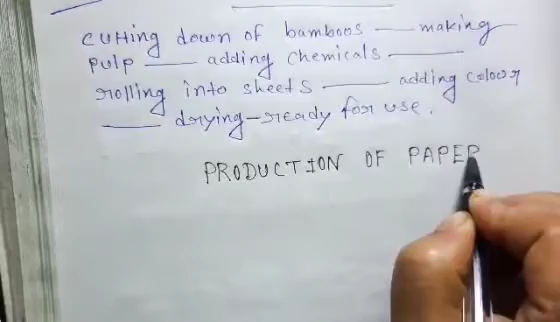 cutting down of bamboos — making
pulp — adding chemicals —
rolling into sheets — adding colour
— drying-ready for use.
PRODUCTION OF PAPER